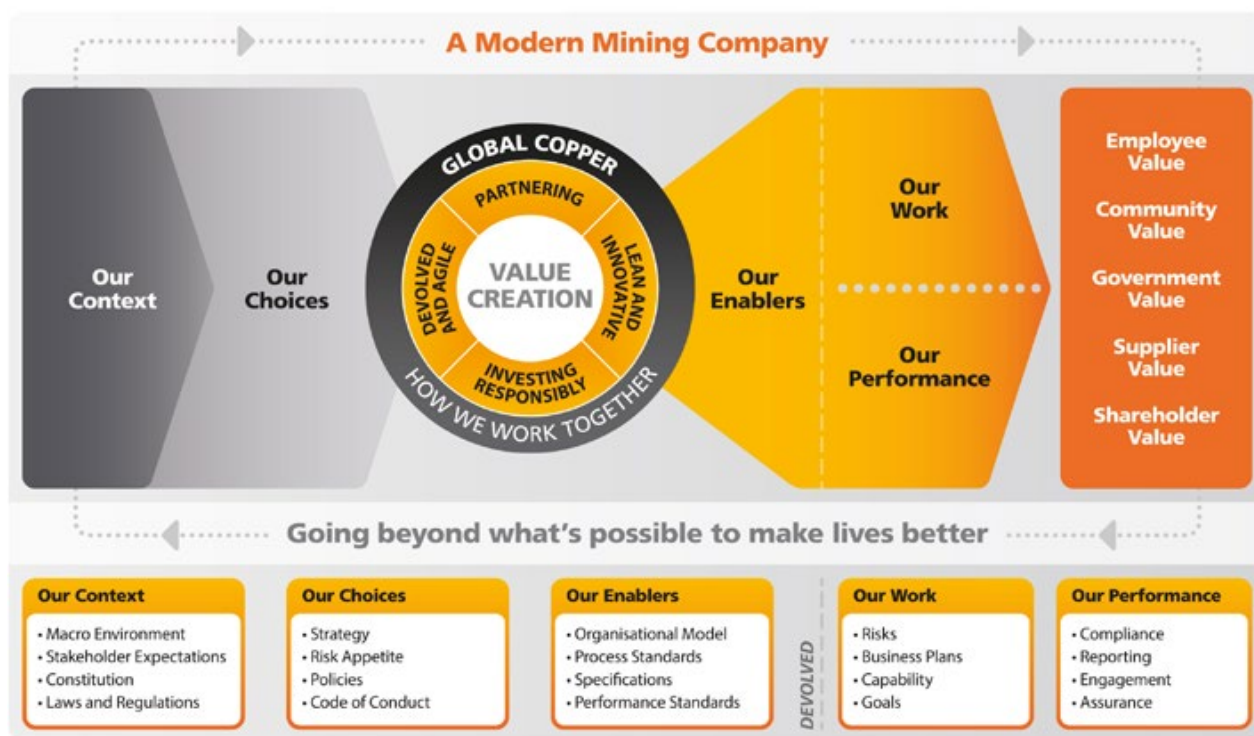 A Modern Mining Company
Our
Context
Our
Choices
GLOBAL COPPER
PARTNERING
DEVOLVED
AND AGILE
VALUE
CREATION
LEAN AND
INNOVATIVE
INVESTING
RESPONSIBLY
HOW WE WORK TOGETHER
Our
Enablers
Our
Work
Our
Performance
Employee
Value
Community
Value
Government
Value
Supplier
Value
Shareholder
Value
Going beyond what's possible to make lives better
Our Context
• Macro Environment
• Stakeholder Expectations
• Constitution
• Laws and Regulations
Our Choices
• Strategy
• Risk Appetite
• Policies
• Code of Conduct
Our Enablers
• Organisational Model
• Process Standards
• Specifications
• Performance Standards
DEVOLVED
Our Work
• Risks
• Business Plans
• Capability
• Goals
Our Performance
• Compliance
• Reporting
• Engagement
• Assurance